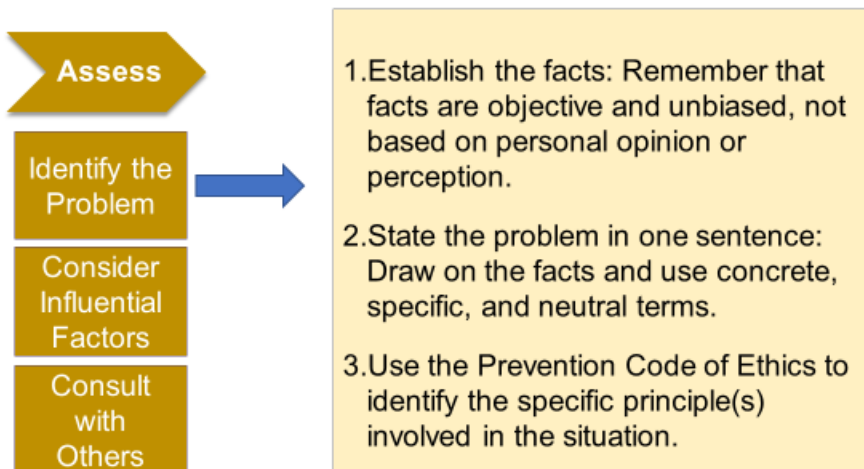 Assess
Identify the
Problem
Consider
Influential
Factors
Consult
with
Others
1.Establish the facts: Remember that
facts are objective and unbiased, not
based on personal opinion or
perception.
2.State the problem in one sentence:
Draw on the facts and use concrete,
specific, and neutral terms.
3.Use the Prevention Code of Ethics to
identify the specific principle(s)
involved in the situation.